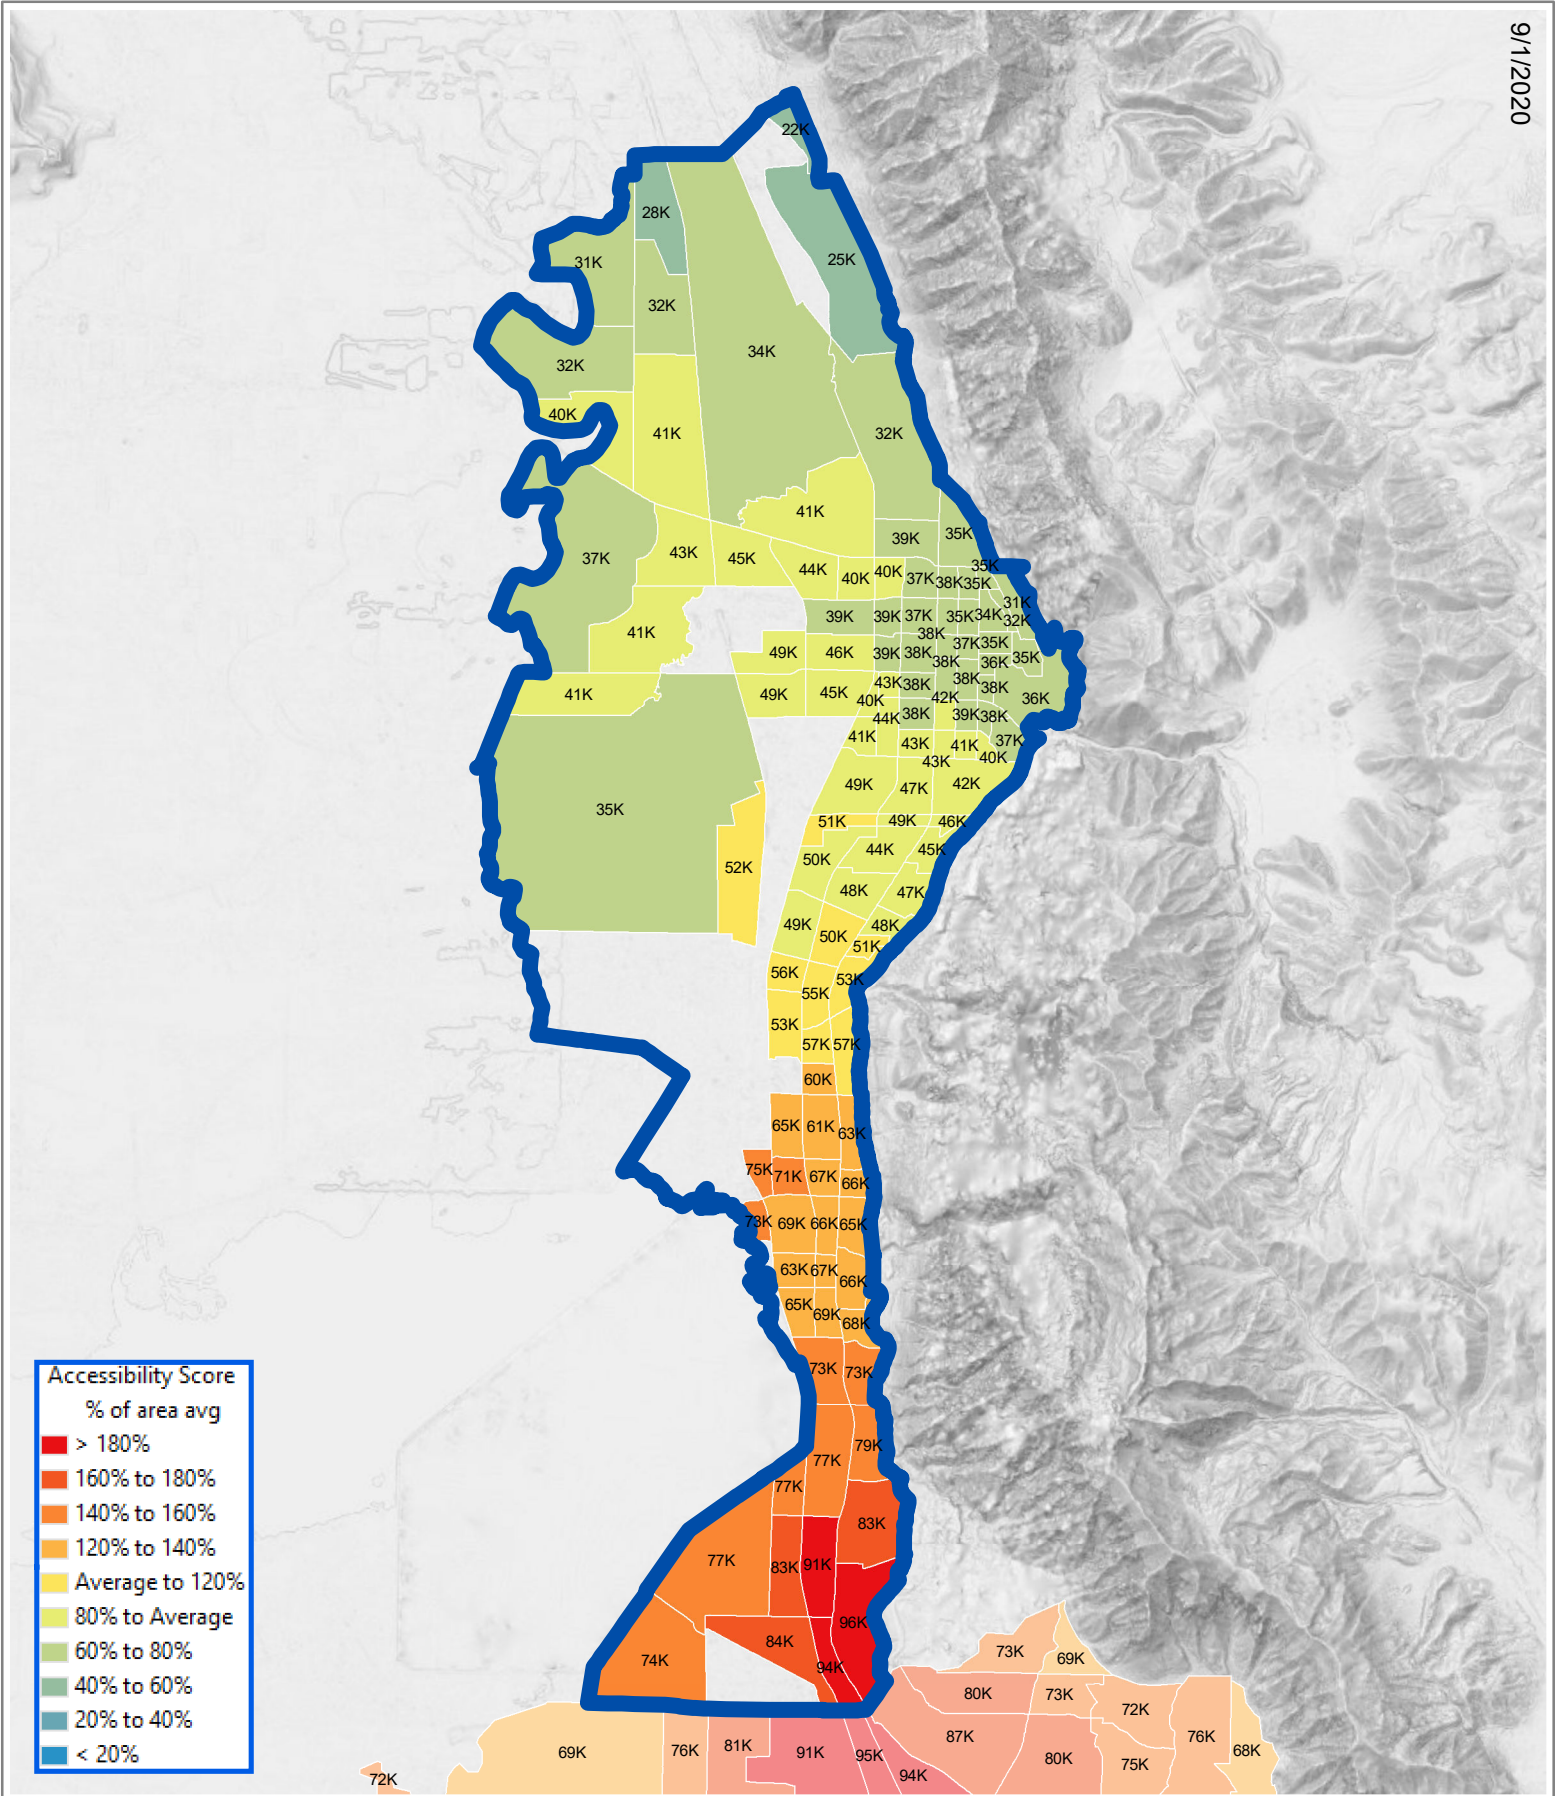 9/1/2020
22K
28K
25K
31K
32K
34K
32K
40K
41K
32K
41K
39K
35K
37K
43K
45K
44K
40K
40K
37K
38K
35K
35K
31K
32K
39K
39K
37K
35K
34K
38K
41K
49K
46K
39K
38K
37K
35K
38K
36K
35K
41K
49K
45K
43K
38K
38K
38K
36K
40K
42K
44K
38K
39K
38K
41K
43K
41K
37K
43K
40K
35K
49K
47K
42K
51K
49K
46K
52K
50K
44K
45K
48K
47K
49K
50K
48K
51K
56K
55K
53K
53K
57K
57K
60K
65K
61K
63K
75K
71K
67K
66K
73K
69K
66K
65K
63K
67K
66K
65K
69K
68K
73K
73K
77K
79K
77K
83K
77K
83K
91K
96K
74K
84K
94K
73K
69K
80K
73K
72K
76K
68K
69K
76K
81K
91K
95K
87K
80K
75K
94K
72K
Accessibility Score
% of area avg
> 180%
160% to 180%
140% to 160%
120% to 140%
Average to 120%
80% to Average
60% to 80%
40% to 60%
20% to 40%
< 20%